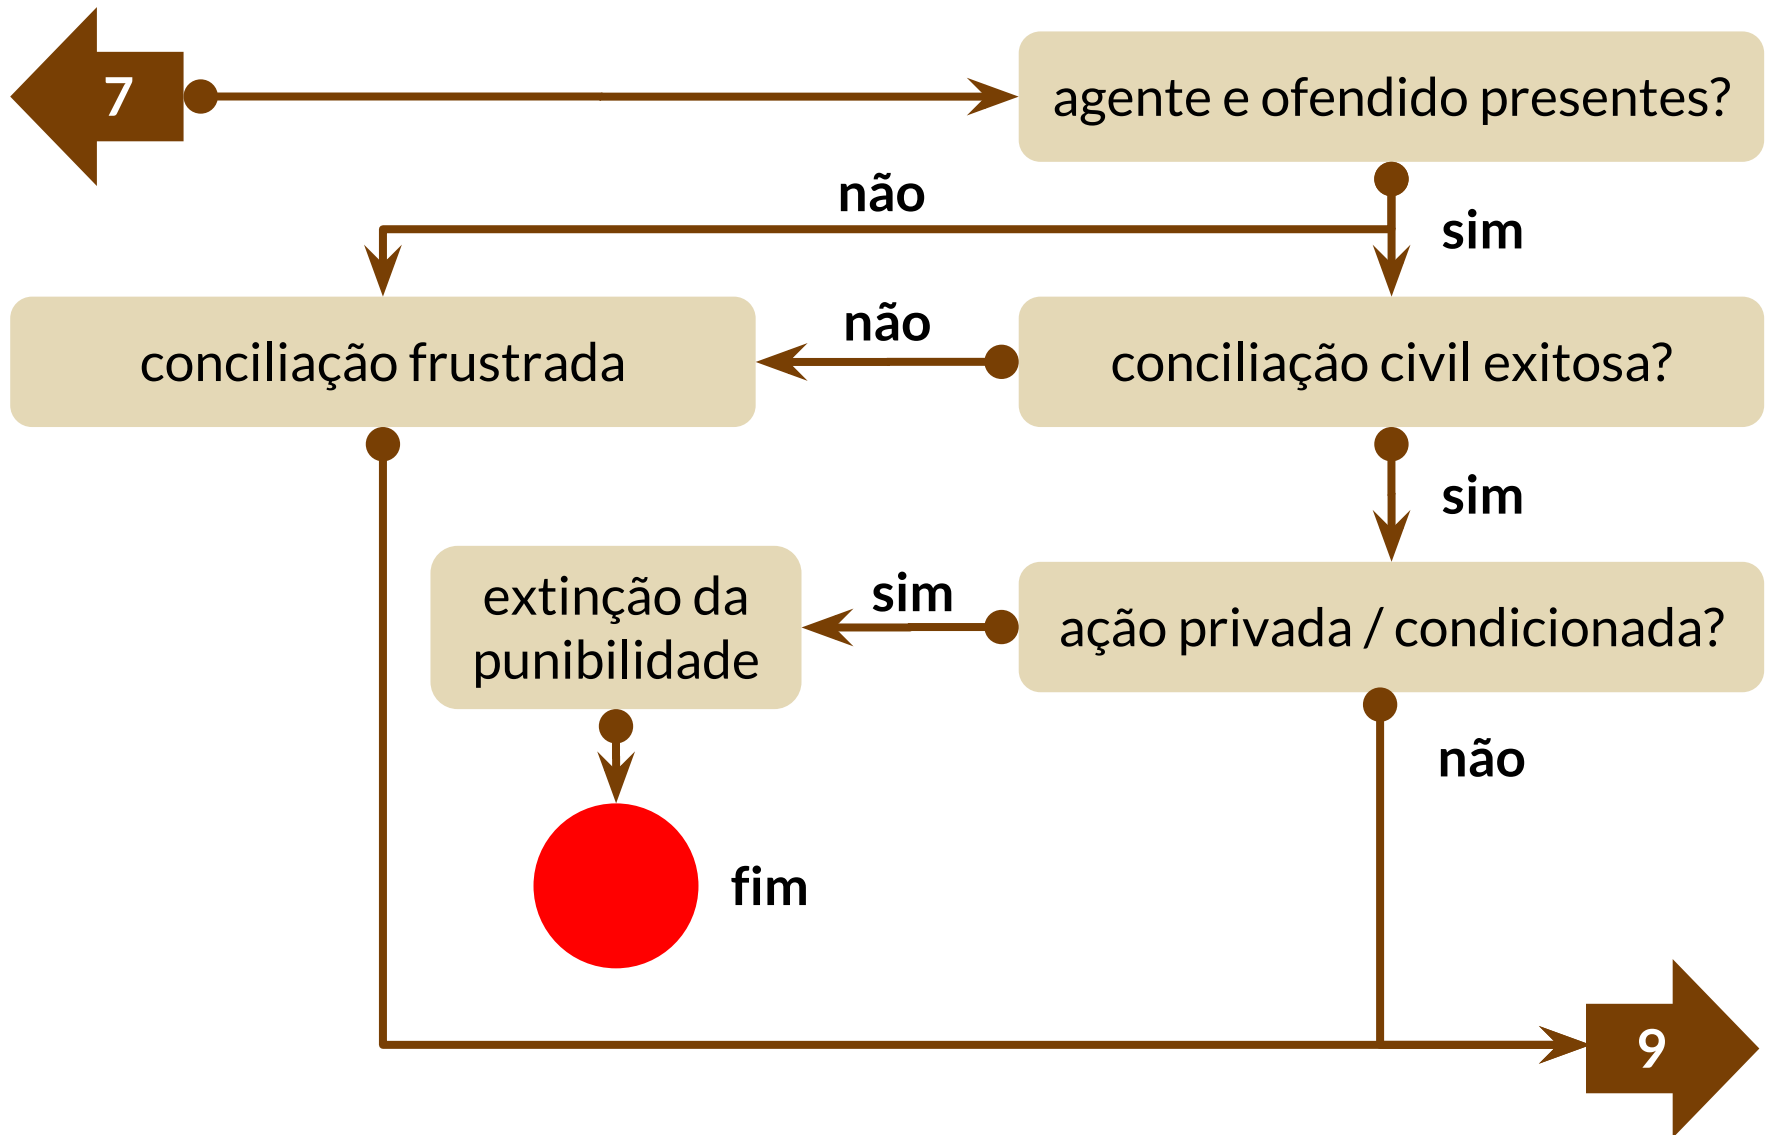 7
agente e ofendido presentes?
não
sim
conciliação frustrada
não
conciliação civil exitosa?
sim
extinção da
punibilidade
sim
ação privada / condicionada?
não
fim
9